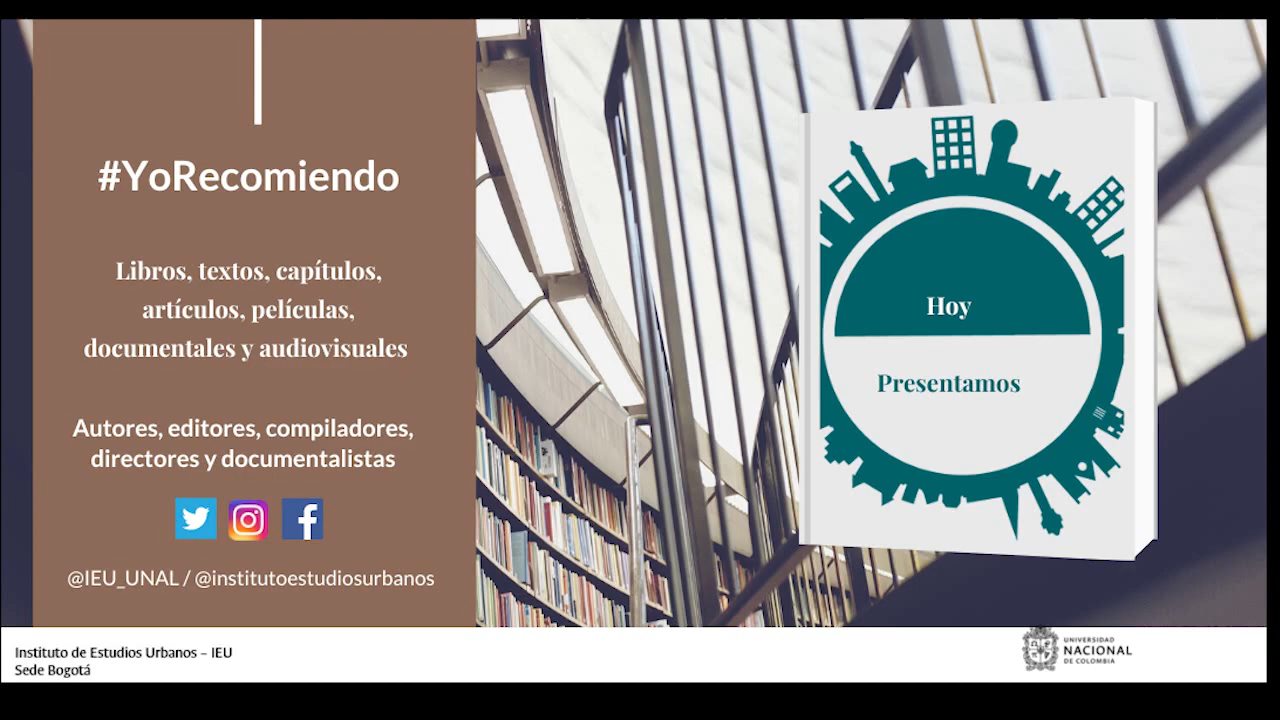 #YoRecomiendo
Libros, textos, capítulos,
artículos, películas,
documentales y audiovisuales
Autores, editores, compiladores,
directores y documentalistas
@IEU_UNAL / @institutoestudiosurbanos
Hoy
Presentamos
Instituto de Estudios Urbanos – IEU
Sede Bogotá
UNIVERSIDAD
NACIONAL
DE COLOMBIA